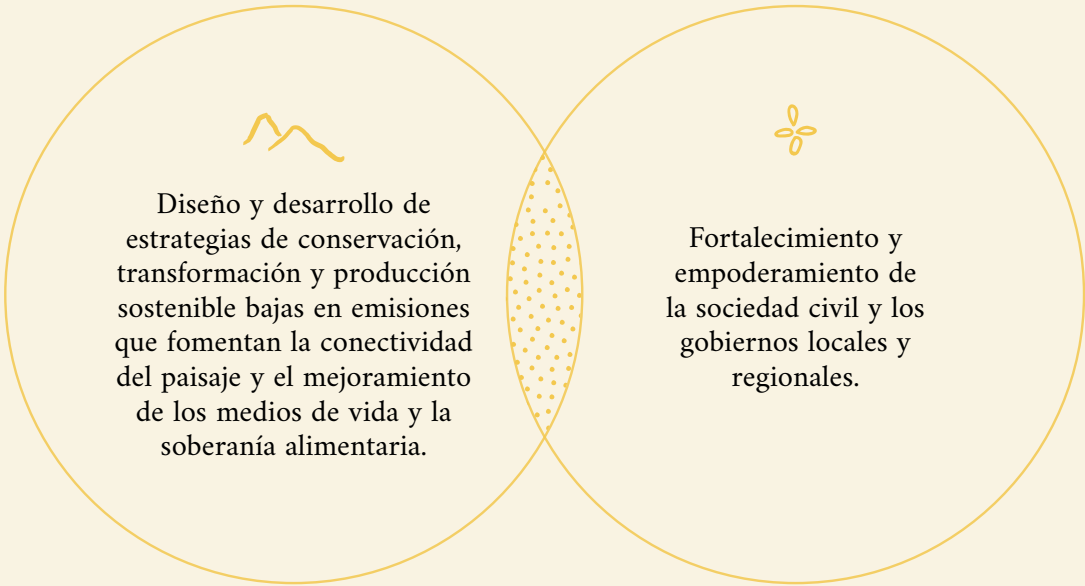 Diseño y desarrollo de
estrategias de conservación,
transformación y producción
sostenible bajas en emisiones
que fomentan la conectividad
del paisaje y el mejoramiento
de los medios de vida y la
soberanía alimentaria.
Fortalecimiento y
empoderamiento de
la sociedad civil y los
gobiernos locales y
regionales.